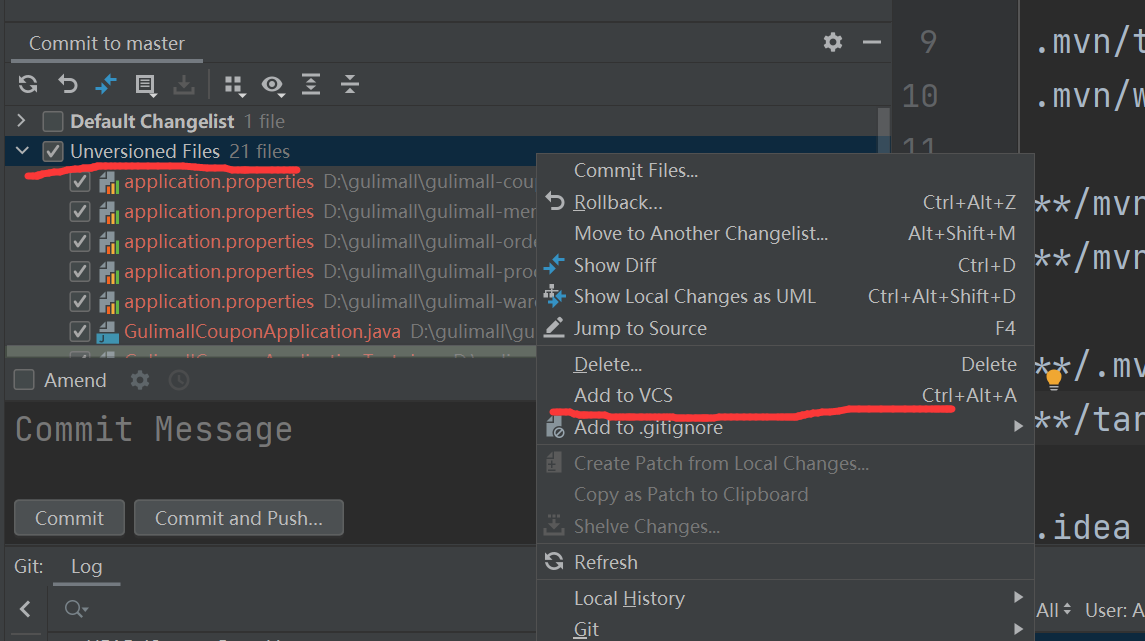 Commit to master
Default Changelist 1 file
Unversioned Files 21 files
application.properties D:\gulimall\gulimall-cou
application.properties D:\gulimall\gulimall-mer
application.properties D:\gulimall\gulimall-orde
application.properties D:\gulimall\gulimall-pro
application.properties D:\gulimall\gulimall-war
GulimallCouponApplication.java D:\gulimall\gu
Amend
Commit Message
Commit
Commit and Push...
Git:
Log
Commit Files...
Rollback... Ctrl+Alt+Z
Move to Another Changelist... Alt+Shift+M
Show Diff Ctrl+D
Show Local Changes as UML Ctrl+Alt+Shift+D
Jump to Source F4
Delete... Delete
Add to VCS Ctrl+Alt+A
Add to .gitignore
Create Patch from Local Changes...
Copy as Patch to Clipboard
Shelve Changes...
Refresh
Local History
Git
9 .mvn/t
10 .mvn/w
11
**/mvn
**/mvn
**/.mv
**/tar
.idea
All User: A